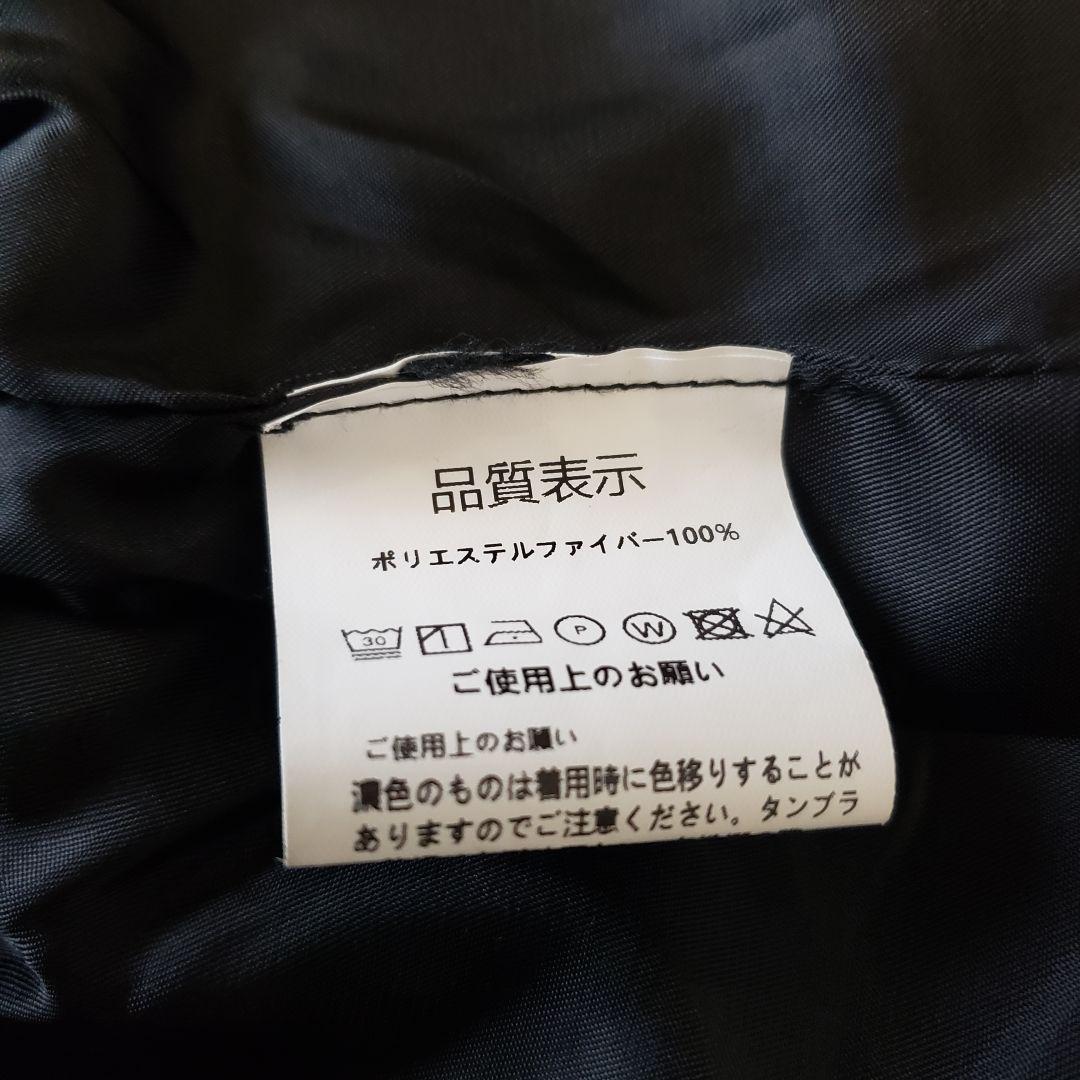 品質表示
ポリエステルファイバー100%
30 P W
ご使用上のお願い
ご使用上のお願い
濃色のものは着用時に色移りすることが
ありますのでご注意ください。タンブラ